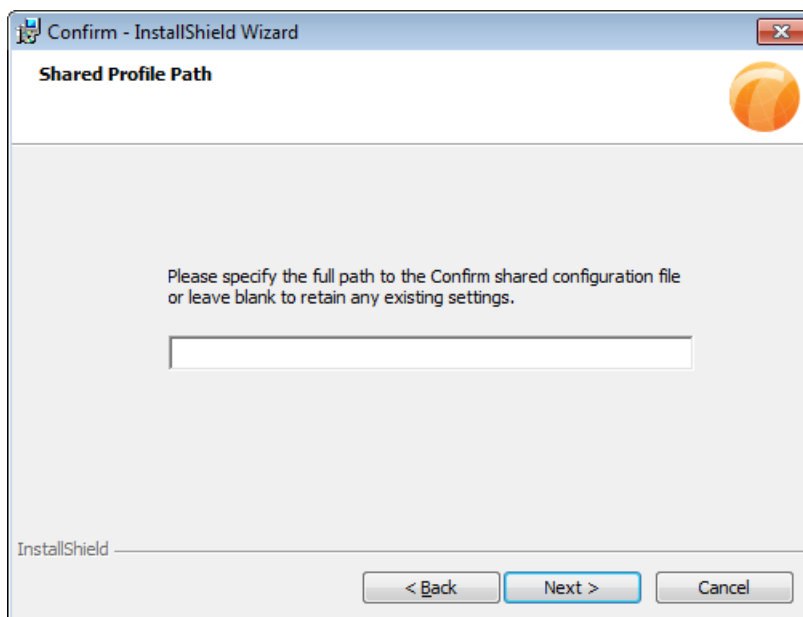 Confirm - InstallShield Wizard
Shared Profile Path
Please specify the full path to the Confirm shared configuration file
or leave blank to retain any existing settings.
InstallShield
< Back
Next >
Cancel